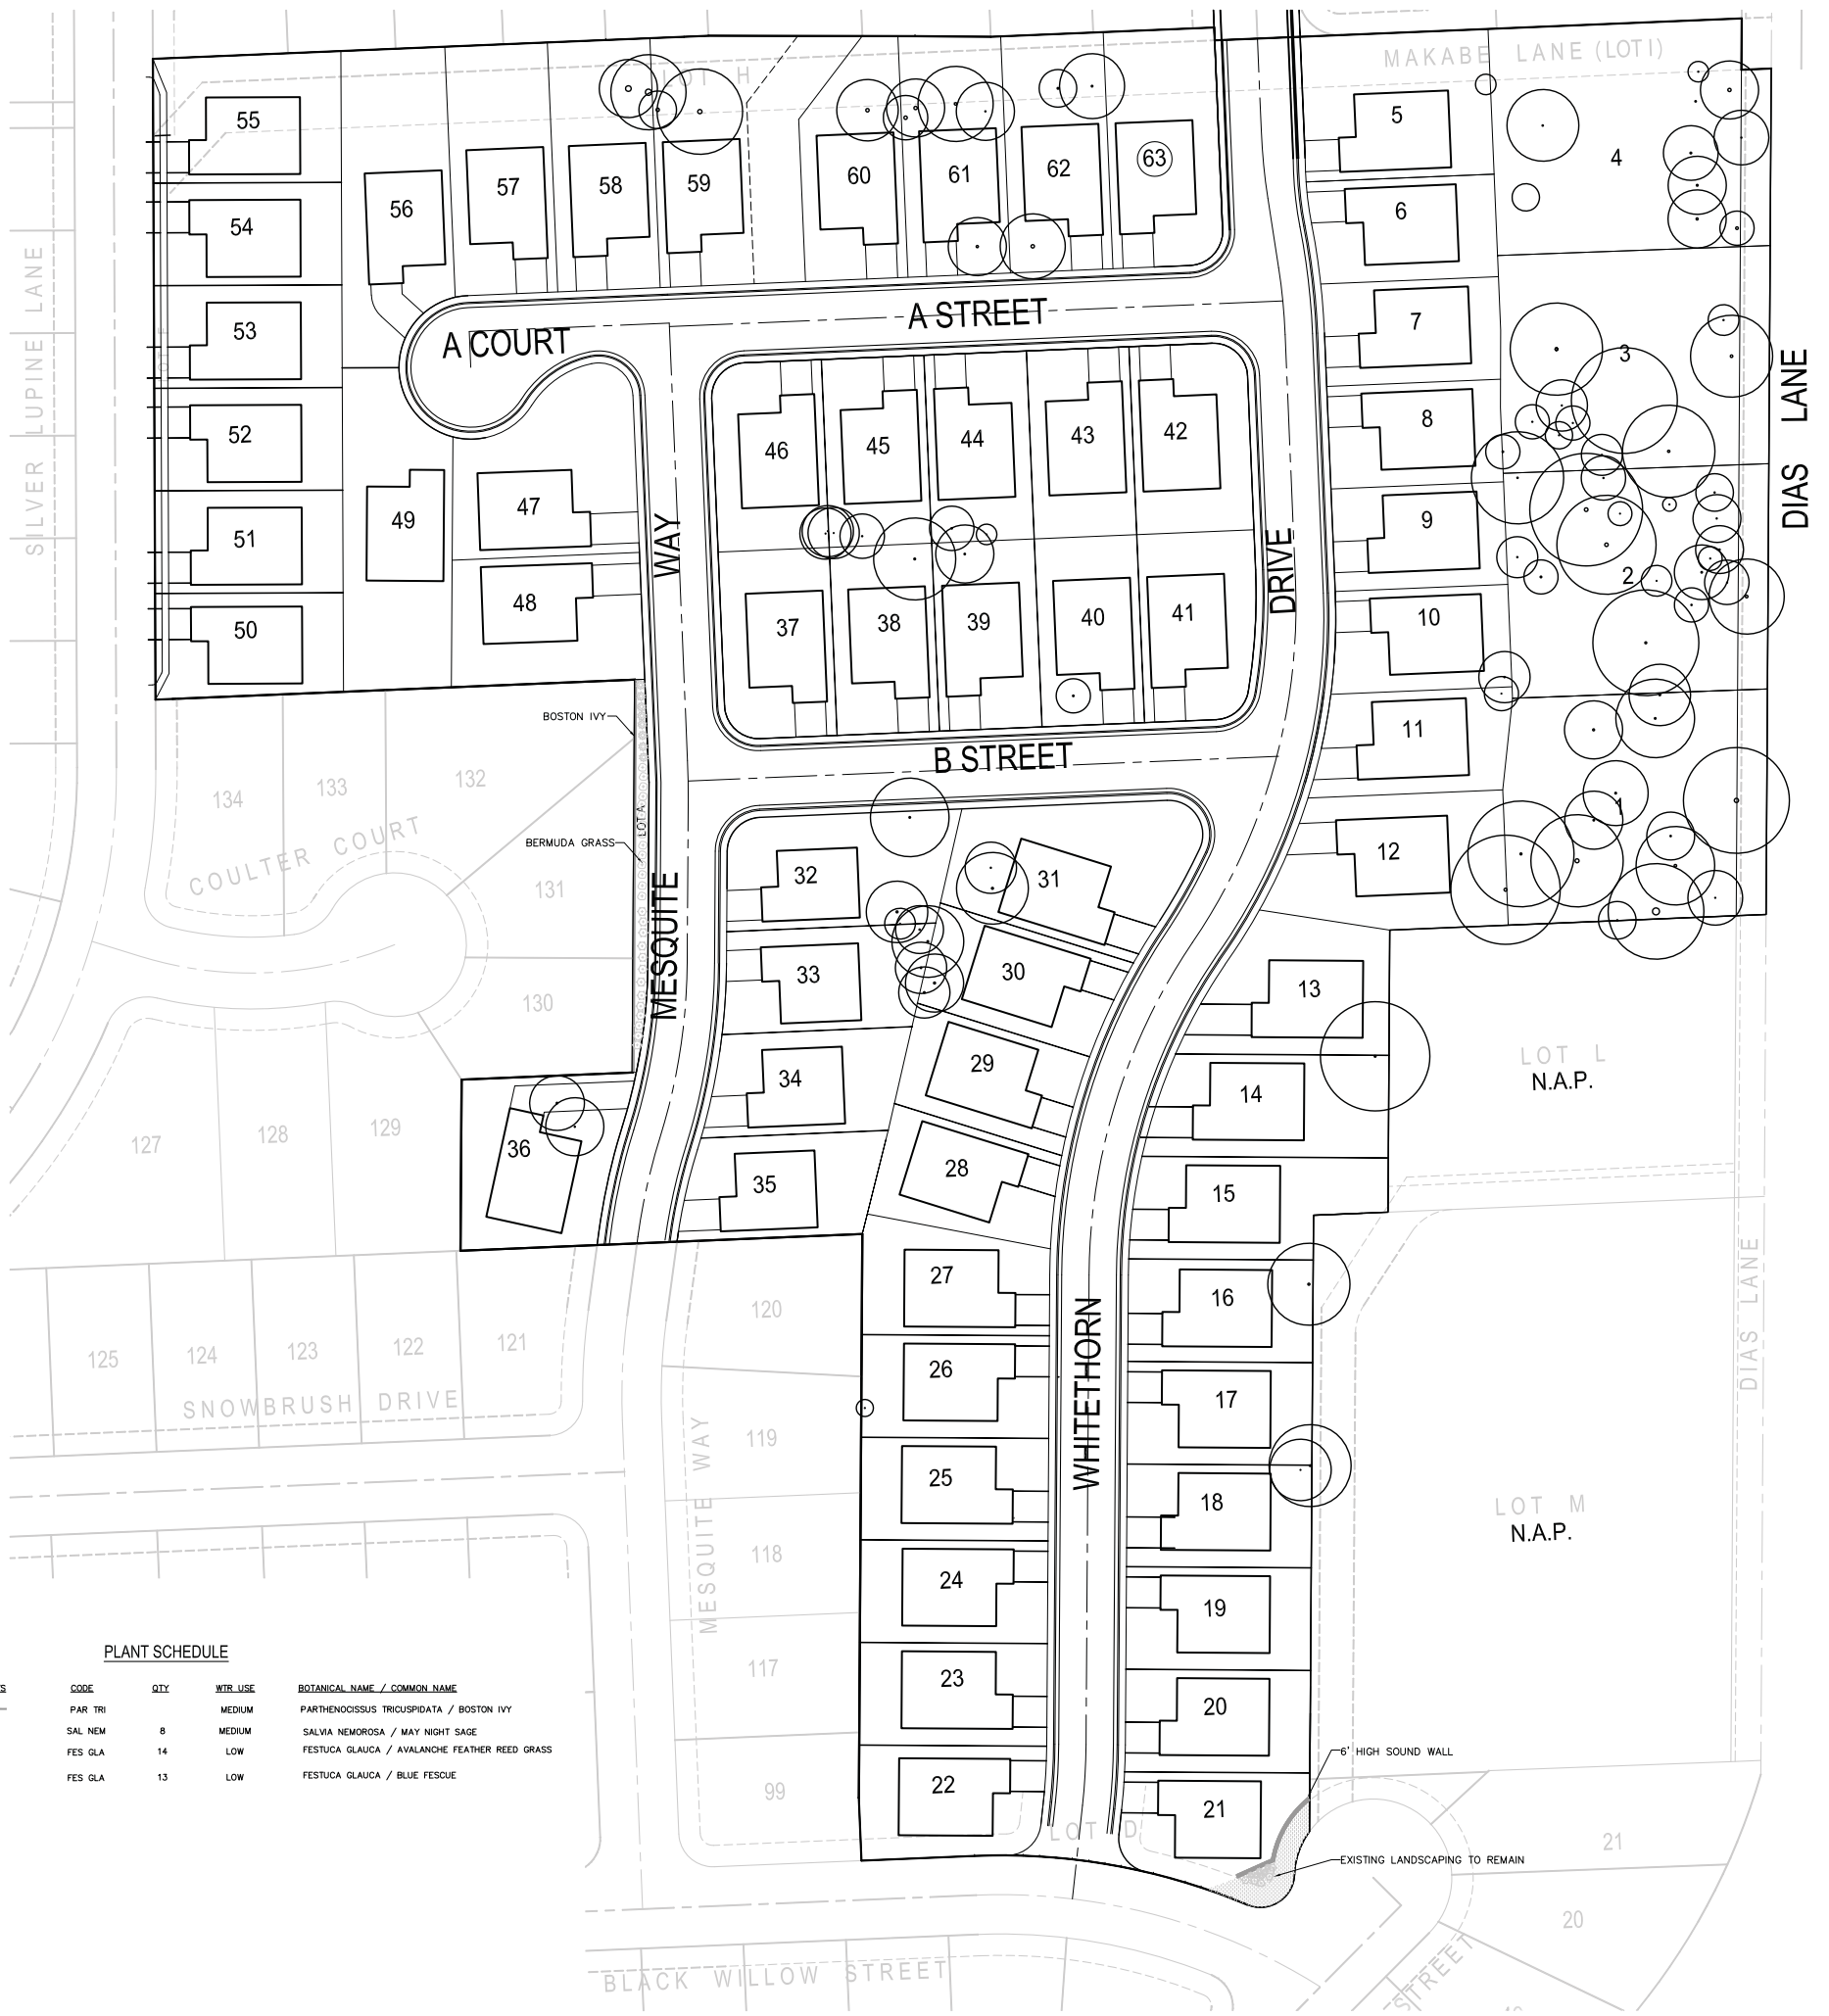 MAKABE LANE (LOT I)
LOT H
55
5
4
60
61
62
63
57
58
59
56
54
6
A STREET
A COURT
53
7
3
DIAS LANE
SILVER LUPINE LANE
52
46
45
44
43
42
8
51
49
47
WAY
DRIVE
9
2
50
48
37
38
39
40
41
10
BOSTON IVY
11
B STREET
134
133
132
LOT A
1
BERMUDA GRASS
COULTER COURT
131
32
31
12
MESQUITE
130
33
30
13
LOT L
N.A.P.
127
128
129
36
34
29
14
35
28
15
DIAS LANE
120
27
16
WHITETHORN
125
124
123
122
121
26
17
SNOWBRUSH DRIVE
119
MESQUITE WAY
25
18
LOT M
N.A.P.
118
24
19
117
23
20
PLANT SCHEDULE
CODE QTY WTR USE BOTANICAL NAME / COMMON NAME
PAR TRI MEDIUM PARTHENOCISSUS TRICUSPIDATA / BOSTON IVY
SAL NEM 8 MEDIUM SALVIA NEMOROSA / MAY NIGHT SAGE
FES GLA 14 LOW FESTUCA GLAUCA / AVALANCHE FEATHER REED GRASS
FES GLA 13 LOW FESTUCA GLAUCA / BLUE FESCUE
6' HIGH SOUND WALL
99
22
21
LOT D
21
EXISTING LANDSCAPING TO REMAIN
20
BLACK WILLOW STREET
STREET